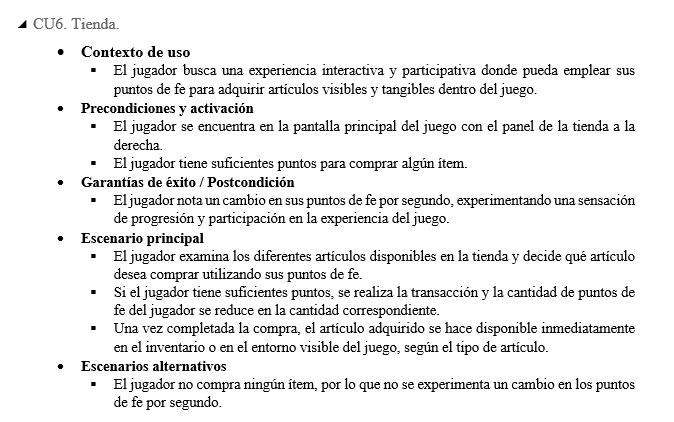 CU6. Tienda.
• Contexto de uso
▪ El jugador busca una experiencia interactiva y participativa donde pueda emplear sus
puntos de fe para adquirir artículos visibles y tangibles dentro del juego.
• Precondiciones y activación
▪ El jugador se encuentra en la pantalla principal del juego con el panel de la tienda a la
derecha.
▪ El jugador tiene suficientes puntos para comprar algún ítem.
• Garantías de éxito / Postcondición
▪ El jugador nota un cambio en sus puntos de fe por segundo, experimentando una sensación
de progresión y participación en la experiencia del juego.
• Escenario principal
▪ El jugador examina los diferentes artículos disponibles en la tienda y decide qué artículo
desea comprar utilizando sus puntos de fe.
▪ Si el jugador tiene suficientes puntos, se realiza la transacción y la cantidad de puntos de
fe del jugador se reduce en la cantidad correspondiente.
▪ Una vez completada la compra, el artículo adquirido se hace disponible inmediatamente
en el inventario o en el entorno visible del juego, según el tipo de artículo.
• Escenarios alternativos
▪ El jugador no compra ningún ítem, por lo que no se experimenta un cambio en los puntos
de fe por segundo.